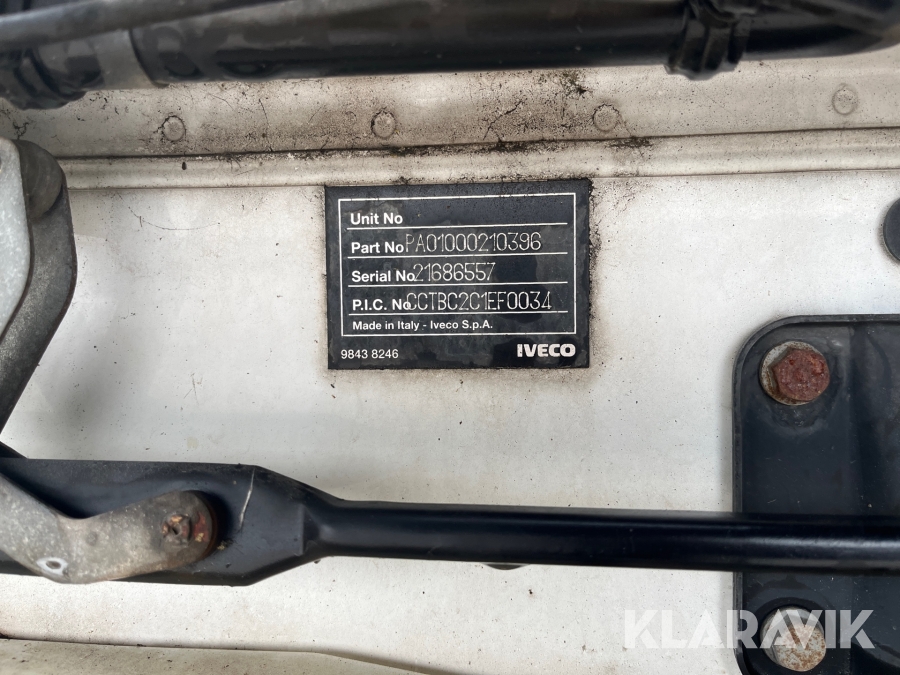 Unit No
Part No PA01000210396
Serial No 21686557
P.I.C. No CCTBC2C1EF0034
Made in Italy - Iveco S.p.A.
9843 8246 IVECO
KLARAVIK